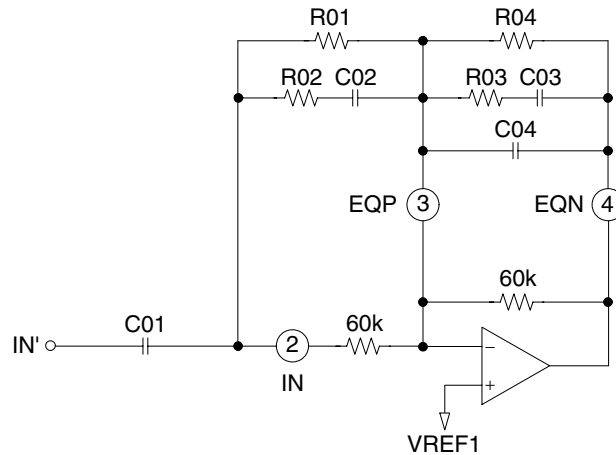 R01
R04
R02
C02
R03
C03
C04
EQP
3
EQN
4
60k
C01
60k
IN'
2
IN
−
+
VREF1